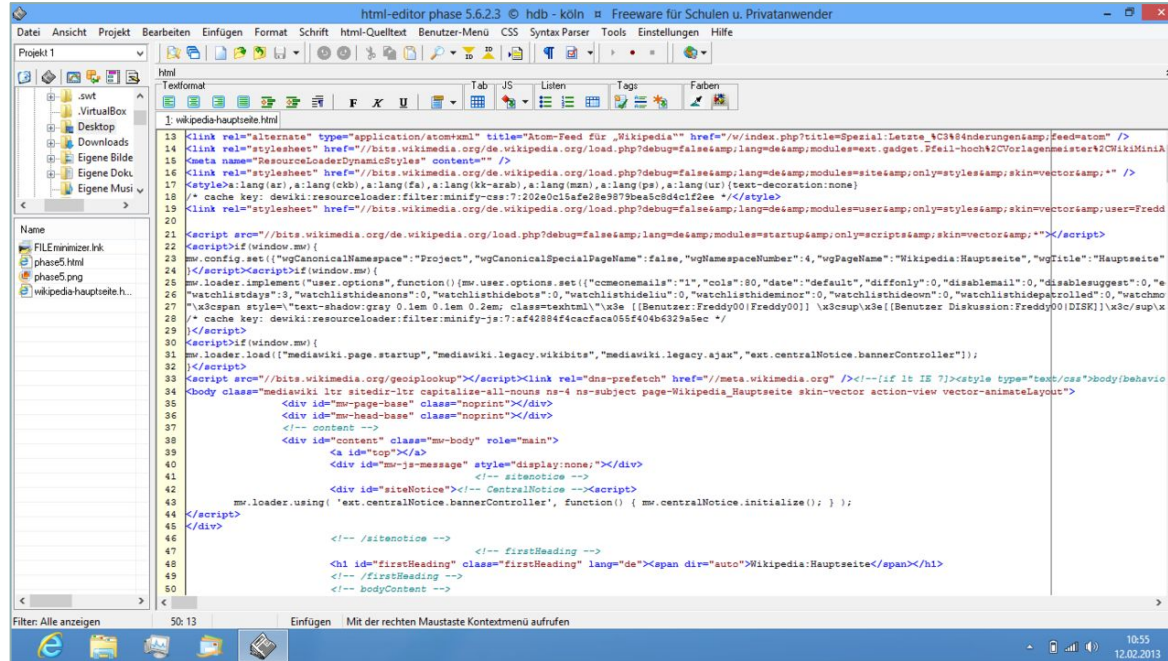 html-editor phase 5.6.2.3 © hdb - köln ¤ Freeware für Schulen u. Privatanwender
Datei Ansicht Projekt Bearbeiten Einfügen Format Schrift html-Quelltext Benutzer-Menü CSS Syntax Parser Tools Einstellungen Hilfe
Projekt 1
html
Textformat Tab JS Listen Tags Farben
F K U
1: wikipedia-hauptseite.html
.swt
.VirtualBox
Desktop
Downloads
Eigene Bilde
Eigene Doku
Eigene Musi
Name
FILEminimizer.lnk
phase5.html
phase5.png
wikipedia-hauptseite.h...
13 <link rel="alternate" type="application/atom+xml" title="Atom-Feed für „Wikipedia“" href="/w/index.php?title=Spezial:Letzte_%C3%84nderungen&amp;feed=atom" />
14 <link rel="stylesheet" href="//bits.wikimedia.org/de.wikipedia.org/load.php?debug=false&amp;lang=de&amp;modules=ext.gadget.Pfeil-hoch%2CVorlagenmeister%2CWikiMiniA
15 <meta name="ResourceLoaderDynamicStyles" content="" />
16 <link rel="stylesheet" href="//bits.wikimedia.org/de.wikipedia.org/load.php?debug=false&amp;lang=de&amp;modules=site&amp;only=styles&amp;skin=vector&amp;*" />
17 <style>a:lang(ar),a:lang(ckb),a:lang(fa),a:lang(kk-arab),a:lang(mzn),a:lang(ps),a:lang(ur){text-decoration:none}
18 /* cache key: dewiki:resourceloader:filter:minify-css:7:202e0c15afe28e9879bea5c8d4c1f2ee */</style>
19 <link rel="stylesheet" href="//bits.wikimedia.org/de.wikipedia.org/load.php?debug=false&amp;lang=de&amp;modules=user&amp;only=styles&amp;skin=vector&amp;user=Fredd
20
21 <script src="//bits.wikimedia.org/de.wikipedia.org/load.php?debug=false&amp;lang=de&amp;modules=startup&amp;only=scripts&amp;skin=vector&amp;*"></script>
22 <script>if(window.mw){
23 mw.config.set({"wgCanonicalNamespace":"Project","wgCanonicalSpecialPageName":false,"wgNamespaceNumber":4,"wgPageName":"Wikipedia:Hauptseite","wgTitle":"Hauptseite"
24 }</script><script>if(window.mw){
25 mw.loader.implement("user.options",function(){mw.user.options.set({"ccmeonemails":"1","cols":80,"date":"default","diffonly":0,"disablemail":0,"disablesuggest":0,"e
26 "watchlistdays":3,"watchlisthideanons":0,"watchlisthidebots":0,"watchlisthideliu":0,"watchlisthideminor":0,"watchlisthideown":0,"watchlisthidepatrolled":0,"watchmo
27 "\x3cspan style=\"text-shadow:gray 0.1em 0.1em 0.2em; class=texhtml\"\x3e [[Benutzer:Freddy00|Freddy00]] \x3csup\x3e[[Benutzer Diskussion:Freddy00|DISK]]\x3c/sup\x
28 /* cache key: dewiki:resourceloader:filter:minify-js:7:af42884f4cacfaca055f404b6329a5ec */
29 }</script>
30 <script>if(window.mw){
31 mw.loader.load(["mediawiki.page.startup","mediawiki.legacy.wikibits","mediawiki.legacy.ajax","ext.centralNotice.bannerController"]);
32 }</script>
33 <script src="//bits.wikimedia.org/geoiplookup"></script><link rel="dns-prefetch" href="//meta.wikimedia.org" /><!--[if lt IE 7]><style type="text/css">body{behavio
34 <body class="mediawiki ltr sitedir-ltr capitalize-all-nouns ns-4 ns-subject page-Wikipedia_Hauptseite skin-vector action-view vector-animateLayout">
35 <div id="mw-page-base" class="noprint"></div>
36 <div id="mw-head-base" class="noprint"></div>
37 <!-- content -->
38 <div id="content" class="mw-body" role="main">
39 <a id="top"></a>
40 <div id="mw-js-message" style="display:none;"></div>
41 <!-- sitenotice -->
42 <div id="siteNotice"><!-- CentralNotice --><script>
43 mw.loader.using( 'ext.centralNotice.bannerController', function() { mw.centralNotice.initialize(); } );
44 </script>
45 </div>
46 <!-- /sitenotice -->
47 <!-- firstHeading -->
48 <h1 id="firstHeading" class="firstHeading" lang="de"><span dir="auto">Wikipedia:Hauptseite</span></h1>
49 <!-- /firstHeading -->
50 <!-- bodyContent -->
Filter: Alle anzeigen 50: 13 Einfügen Mit der rechten Maustaste Kontextmenü aufrufen
10:55
12.02.2013